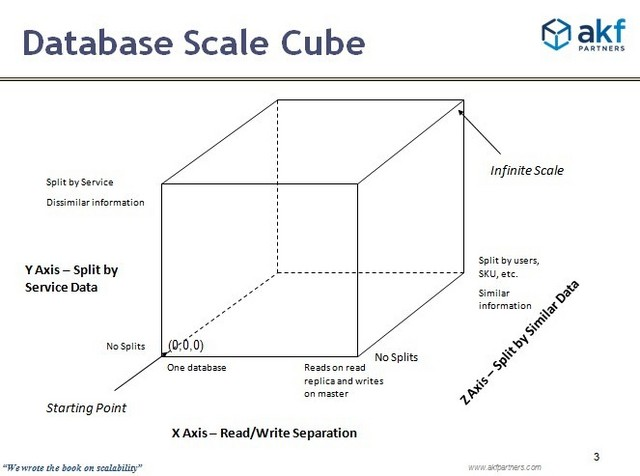 Database Scale Cube
akf
PARTNERS
Infinite Scale
Split by Service
Dissimilar information
Y Axis – Split by
Service Data
Split by users,
SKU, etc.
Similar
information
Z Axis – Split by Similar Data
No Splits
(0,0,0)
One database
Reads on read
replica and writes
on master
No Splits
Starting Point
X Axis – Read/Write Separation
3
"We wrote the book on scalability"
www.akfpartners.com